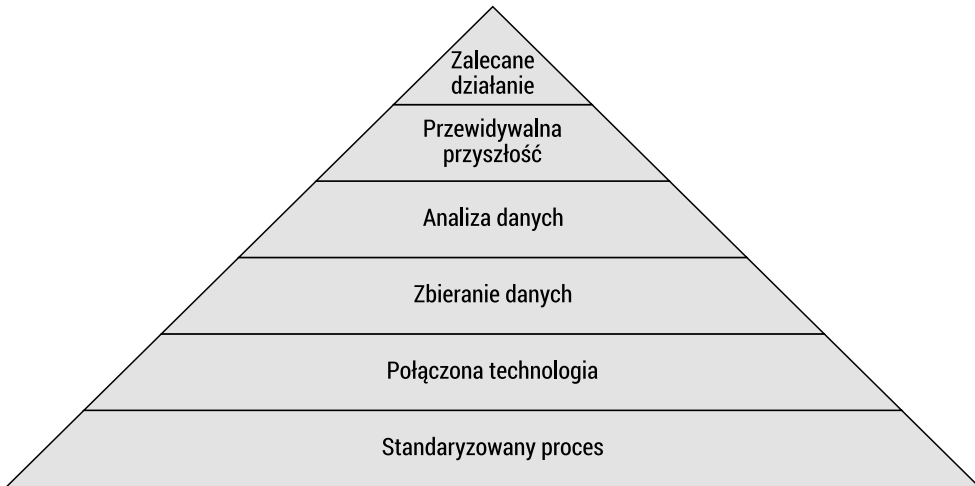 Zalecane
działanie
Przewidywalna
przyszłość
Analiza danych
Zbieranie danych
Połączona technologia
Standaryzowany proces